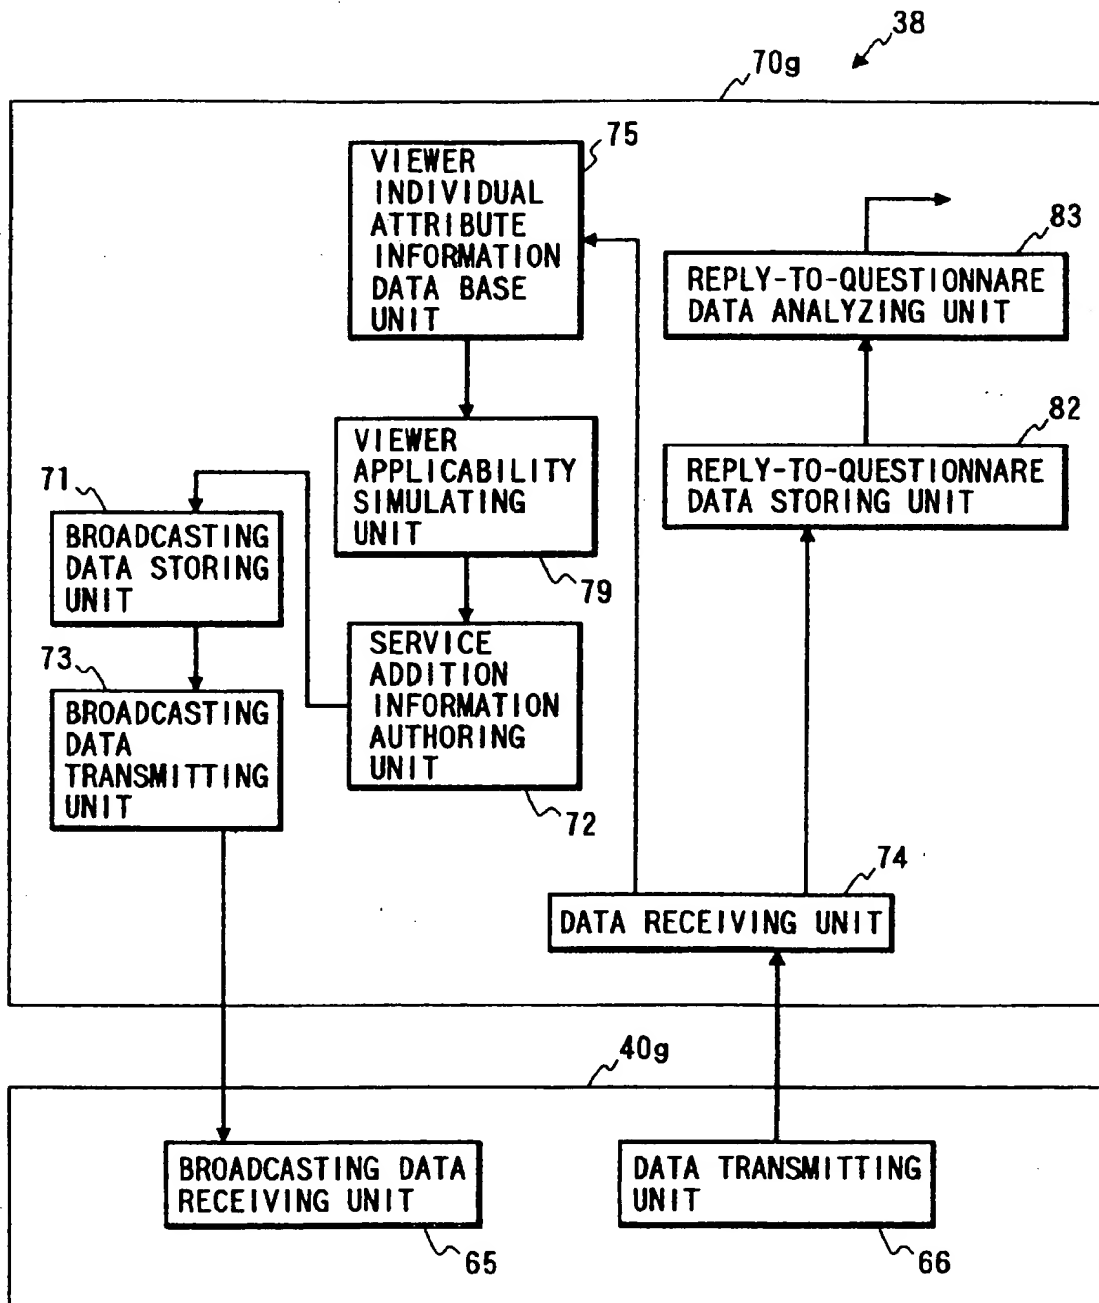 38
70g
75
VIEWER
INDIVIDUAL
ATTRIBUTE
INFORMATION
DATA BASE
UNIT
83
REPLY-TO-QUESTIONNARE
DATA ANALYZING UNIT
82
REPLY-TO-QUESTIONNARE
DATA STORING UNIT
VIEWER
APPLICABILITY
SIMULATING
UNIT
79
71
BROADCASTING
DATA STORING
UNIT
73
BROADCASTING
DATA
TRANSMITTING
UNIT
SERVICE
ADDITION
INFORMATION
AUTHORING
UNIT
72
74
DATA RECEIVING UNIT
40g
BROADCASTING DATA
RECEIVING UNIT
65
DATA TRANSMITTING
UNIT
66